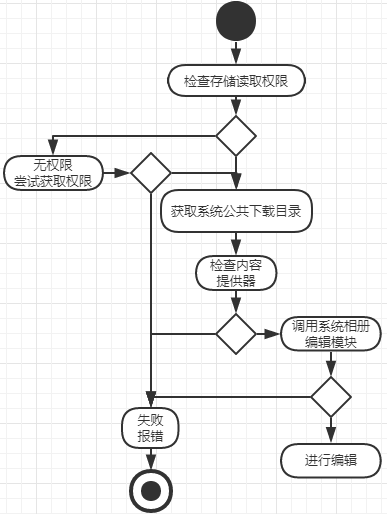 检查存储读取权限
无权限
尝试获取权限
获取系统公共下载目录
检查内容
提供器
调用系统相册
编辑模块
失败
报错
进行编辑